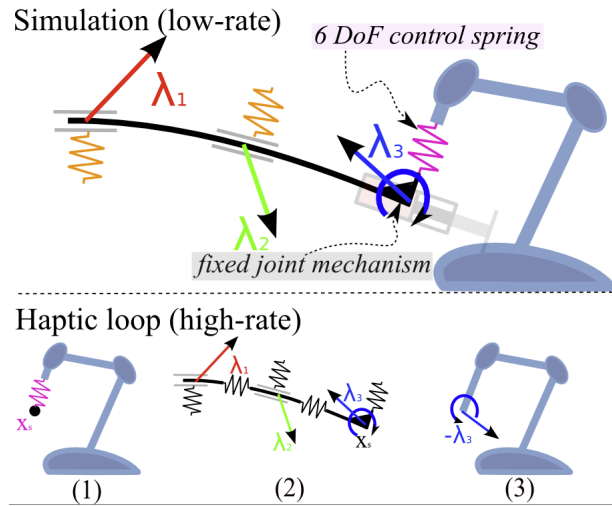 Simulation (low-rate)
6 DoF control spring
λ1
λ3
λ2
fixed joint mechanism
Haptic loop (high-rate)
λ1
λ3
xs
λ2
xs
-λ3
(1)
(2)
(3)